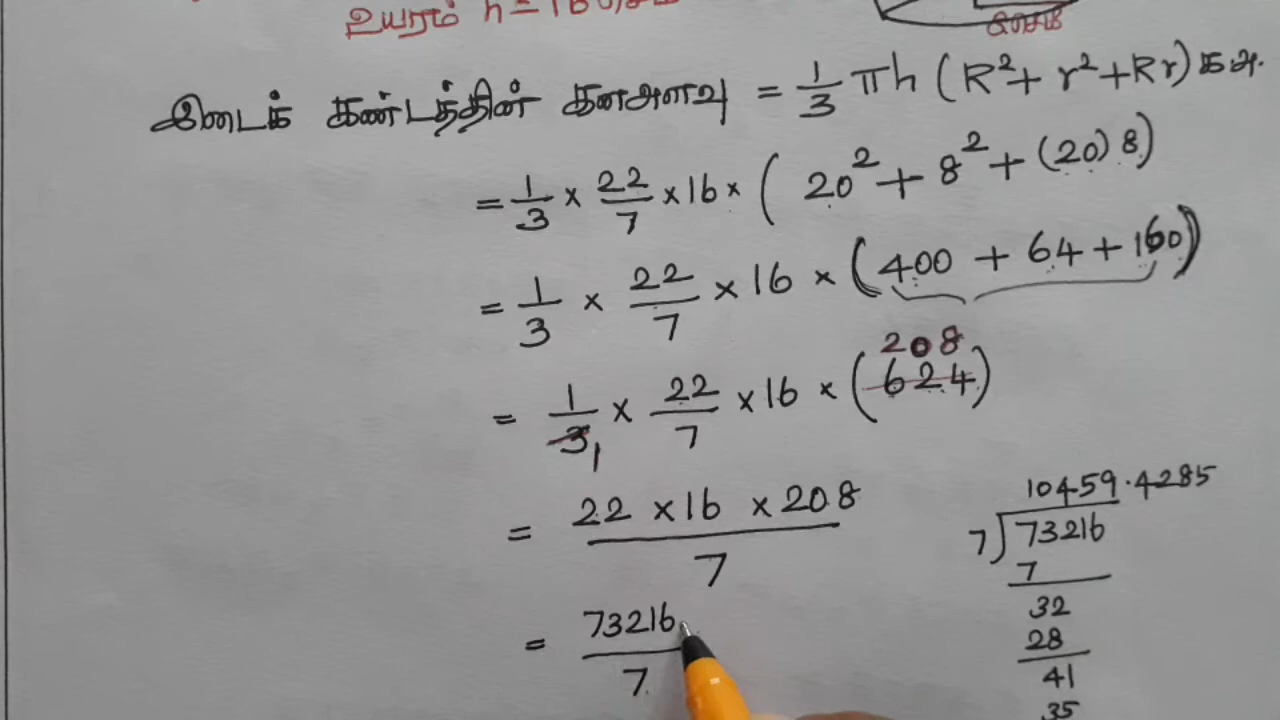 உயரம் h = 16 செமீ
செமீ
இடைக் கண்டத்தின் கனஅளவு = 1/3 πh (R² + r² + Rr) க.அ.
= 1/3 × 22/7 × 16 × (20² + 8² + (20) 8)
= 1/3 × 22/7 × 16 × (400 + 64 + 160)
208
= 1/3 1 × 22/7 × 16 × (624)
= 22 × 16 × 208 / 7
= 73216 / 7
10459.4285
7 ) 73216
7
32
28
41
35